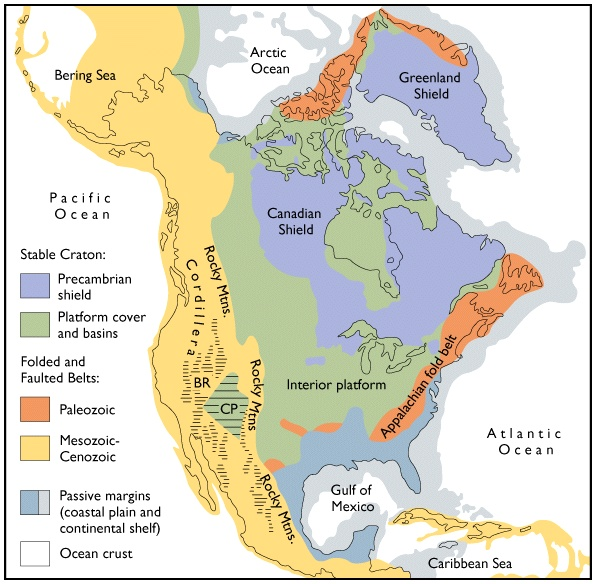 Bering Sea
Arctic
Ocean
Greenland
Shield
Pacific
Ocean
Canadian
Shield
Stable Craton:
Precambrian
shield
Platform cover
and basins
Folded and
Faulted Belts:
Paleozoic
Mesozoic-
Cenozoic
Passive margins
(coastal plain and
continental shelf)
Ocean crust
Rocky Mtns.
Cordillera
BR
CP
Rocky Mtns
Rocky Mtns.
Interior platform
Appalachian fold belt
Atlantic
Ocean
Gulf of
Mexico
Caribbean Sea